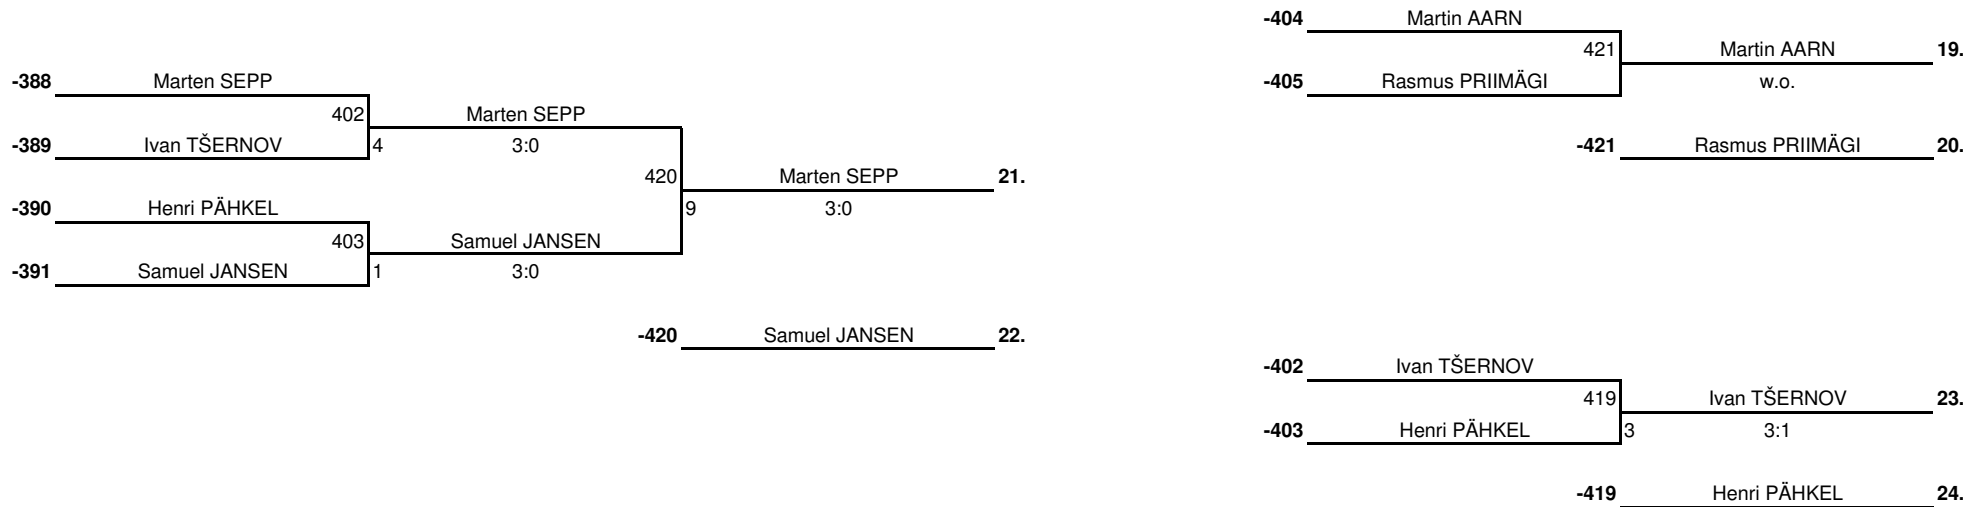 -388 Marten SEPP
402 Marten SEPP
-389 Ivan TŠERNOV 4 3:0
420 Marten SEPP 21.
-390 Henri PÄHKEL 9 3:0
403 Samuel JANSEN
-391 Samuel JANSEN 1 3:0
-420 Samuel JANSEN 22.
-404 Martin AARN
421 Martin AARN 19.
-405 Rasmus PRIIMÄGI w.o.
-421 Rasmus PRIIMÄGI 20.
-402 Ivan TŠERNOV
419 Ivan TŠERNOV 23.
-403 Henri PÄHKEL 3 3:1
-419 Henri PÄHKEL 24.